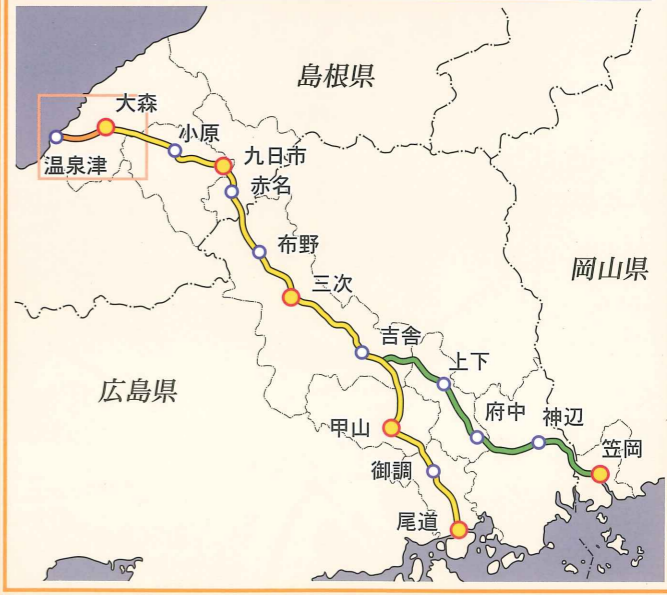 島根県
大森
小原
温泉津
九日市
赤名
布野
岡山県
三次
吉舎
上下
広島県
府中
神辺
甲山
笠岡
御調
尾道